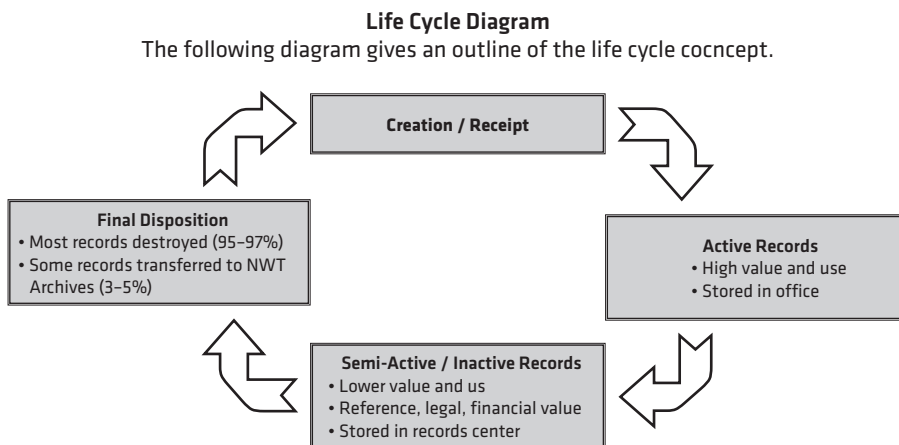 Life Cycle Diagram
The following diagram gives an outline of the life cycle cocncept.
Creation / Receipt
Active Records
• High value and use
• Stored in office
Semi-Active / Inactive Records
• Lower value and us
• Reference, legal, financial value
• Stored in records center
Final Disposition
• Most records destroyed (95–97%)
• Some records transferred to NWT
Archives (3–5%)